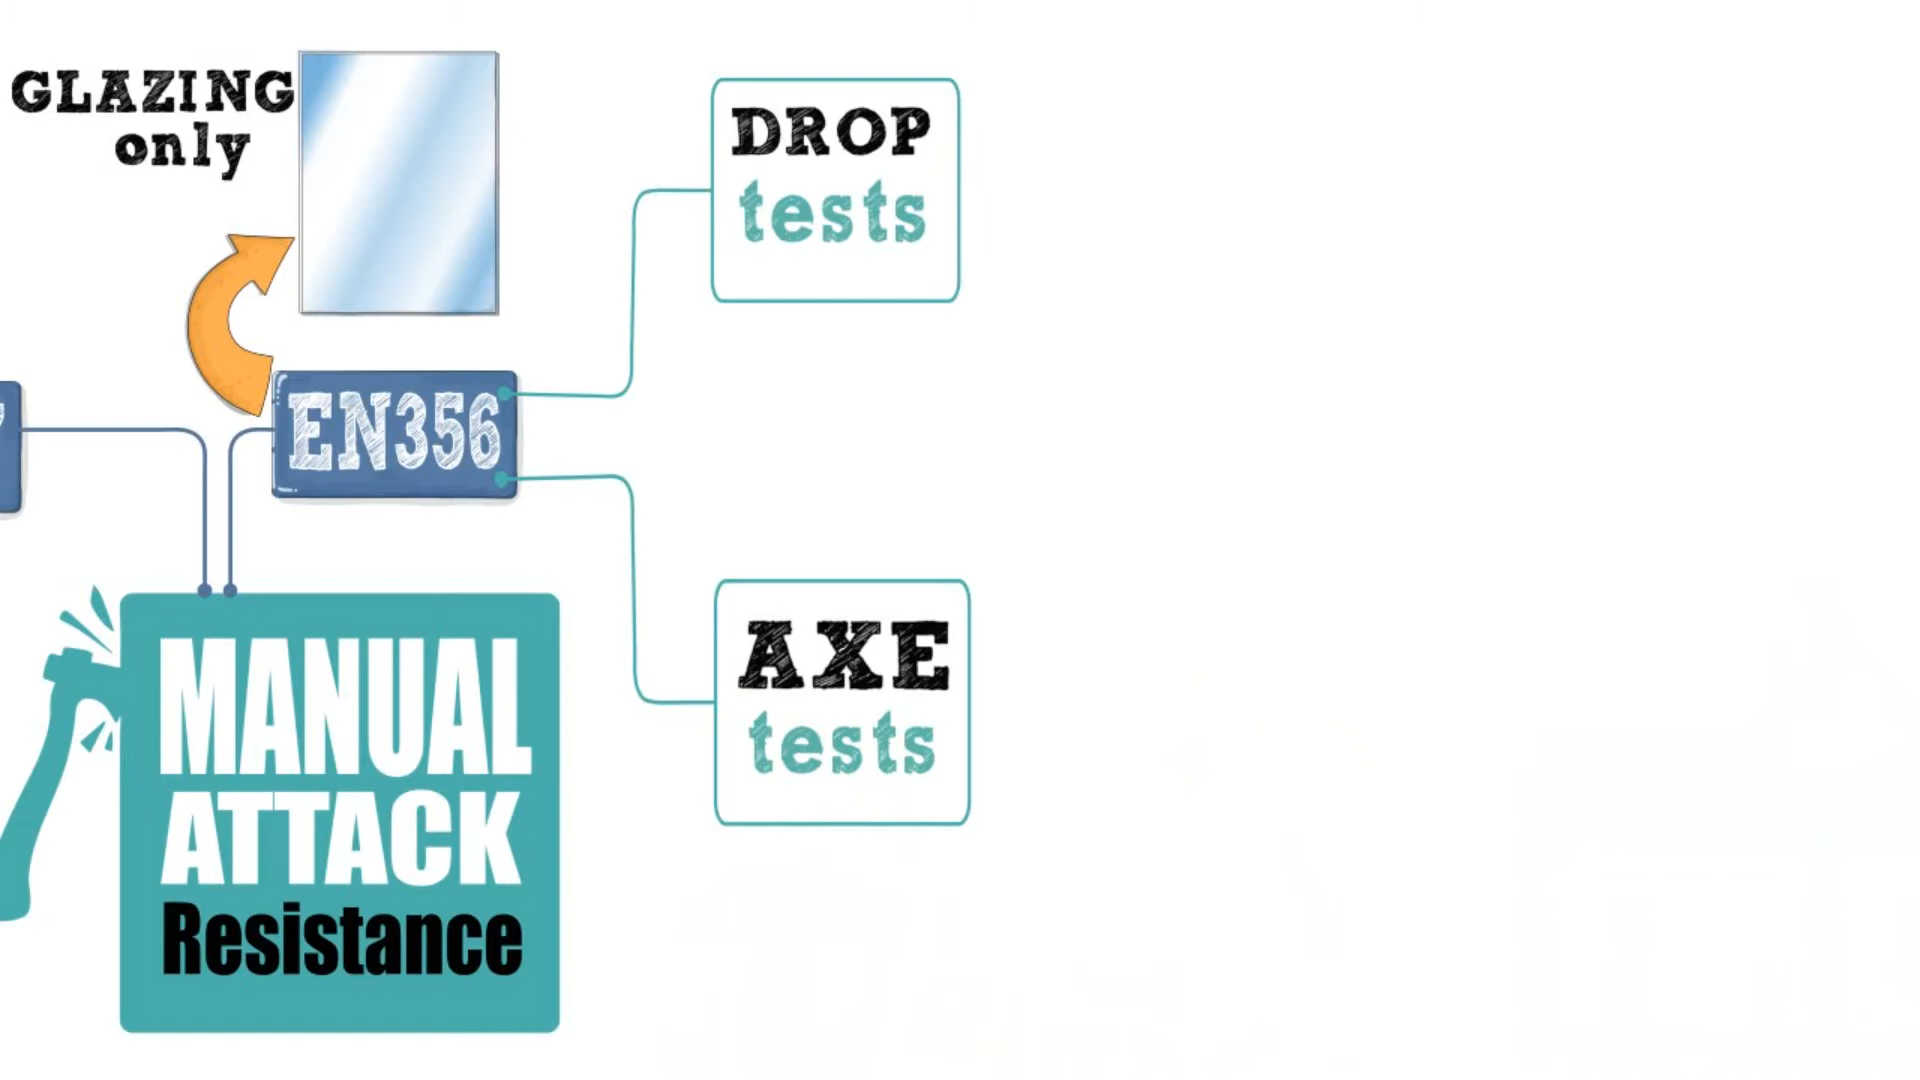 GLAZING
only
DROP
tests
EN356
AXE
tests
MANUAL
ATTACK
Resistance